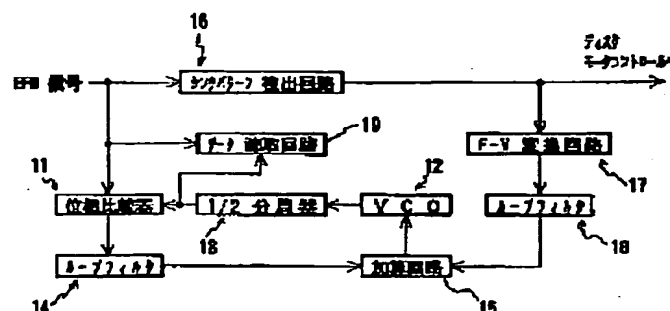 16
ディスク
モータコントロール
EFM 信号
シンクパターン 検出回路
データ 読取回路
19
F-V 変換回路
11
12
17
位相比較器
1/2 分周器
VCO
ループフィルタ
18
13
ループフィルタ
加算回路
14
15